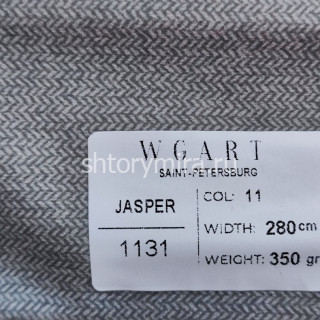 WGART
SAINT-PETERSBURG
shtorymira.ru
JASPER
1131
COL: 11
WIDTH: 280cm
WEIGHT: 350 gr